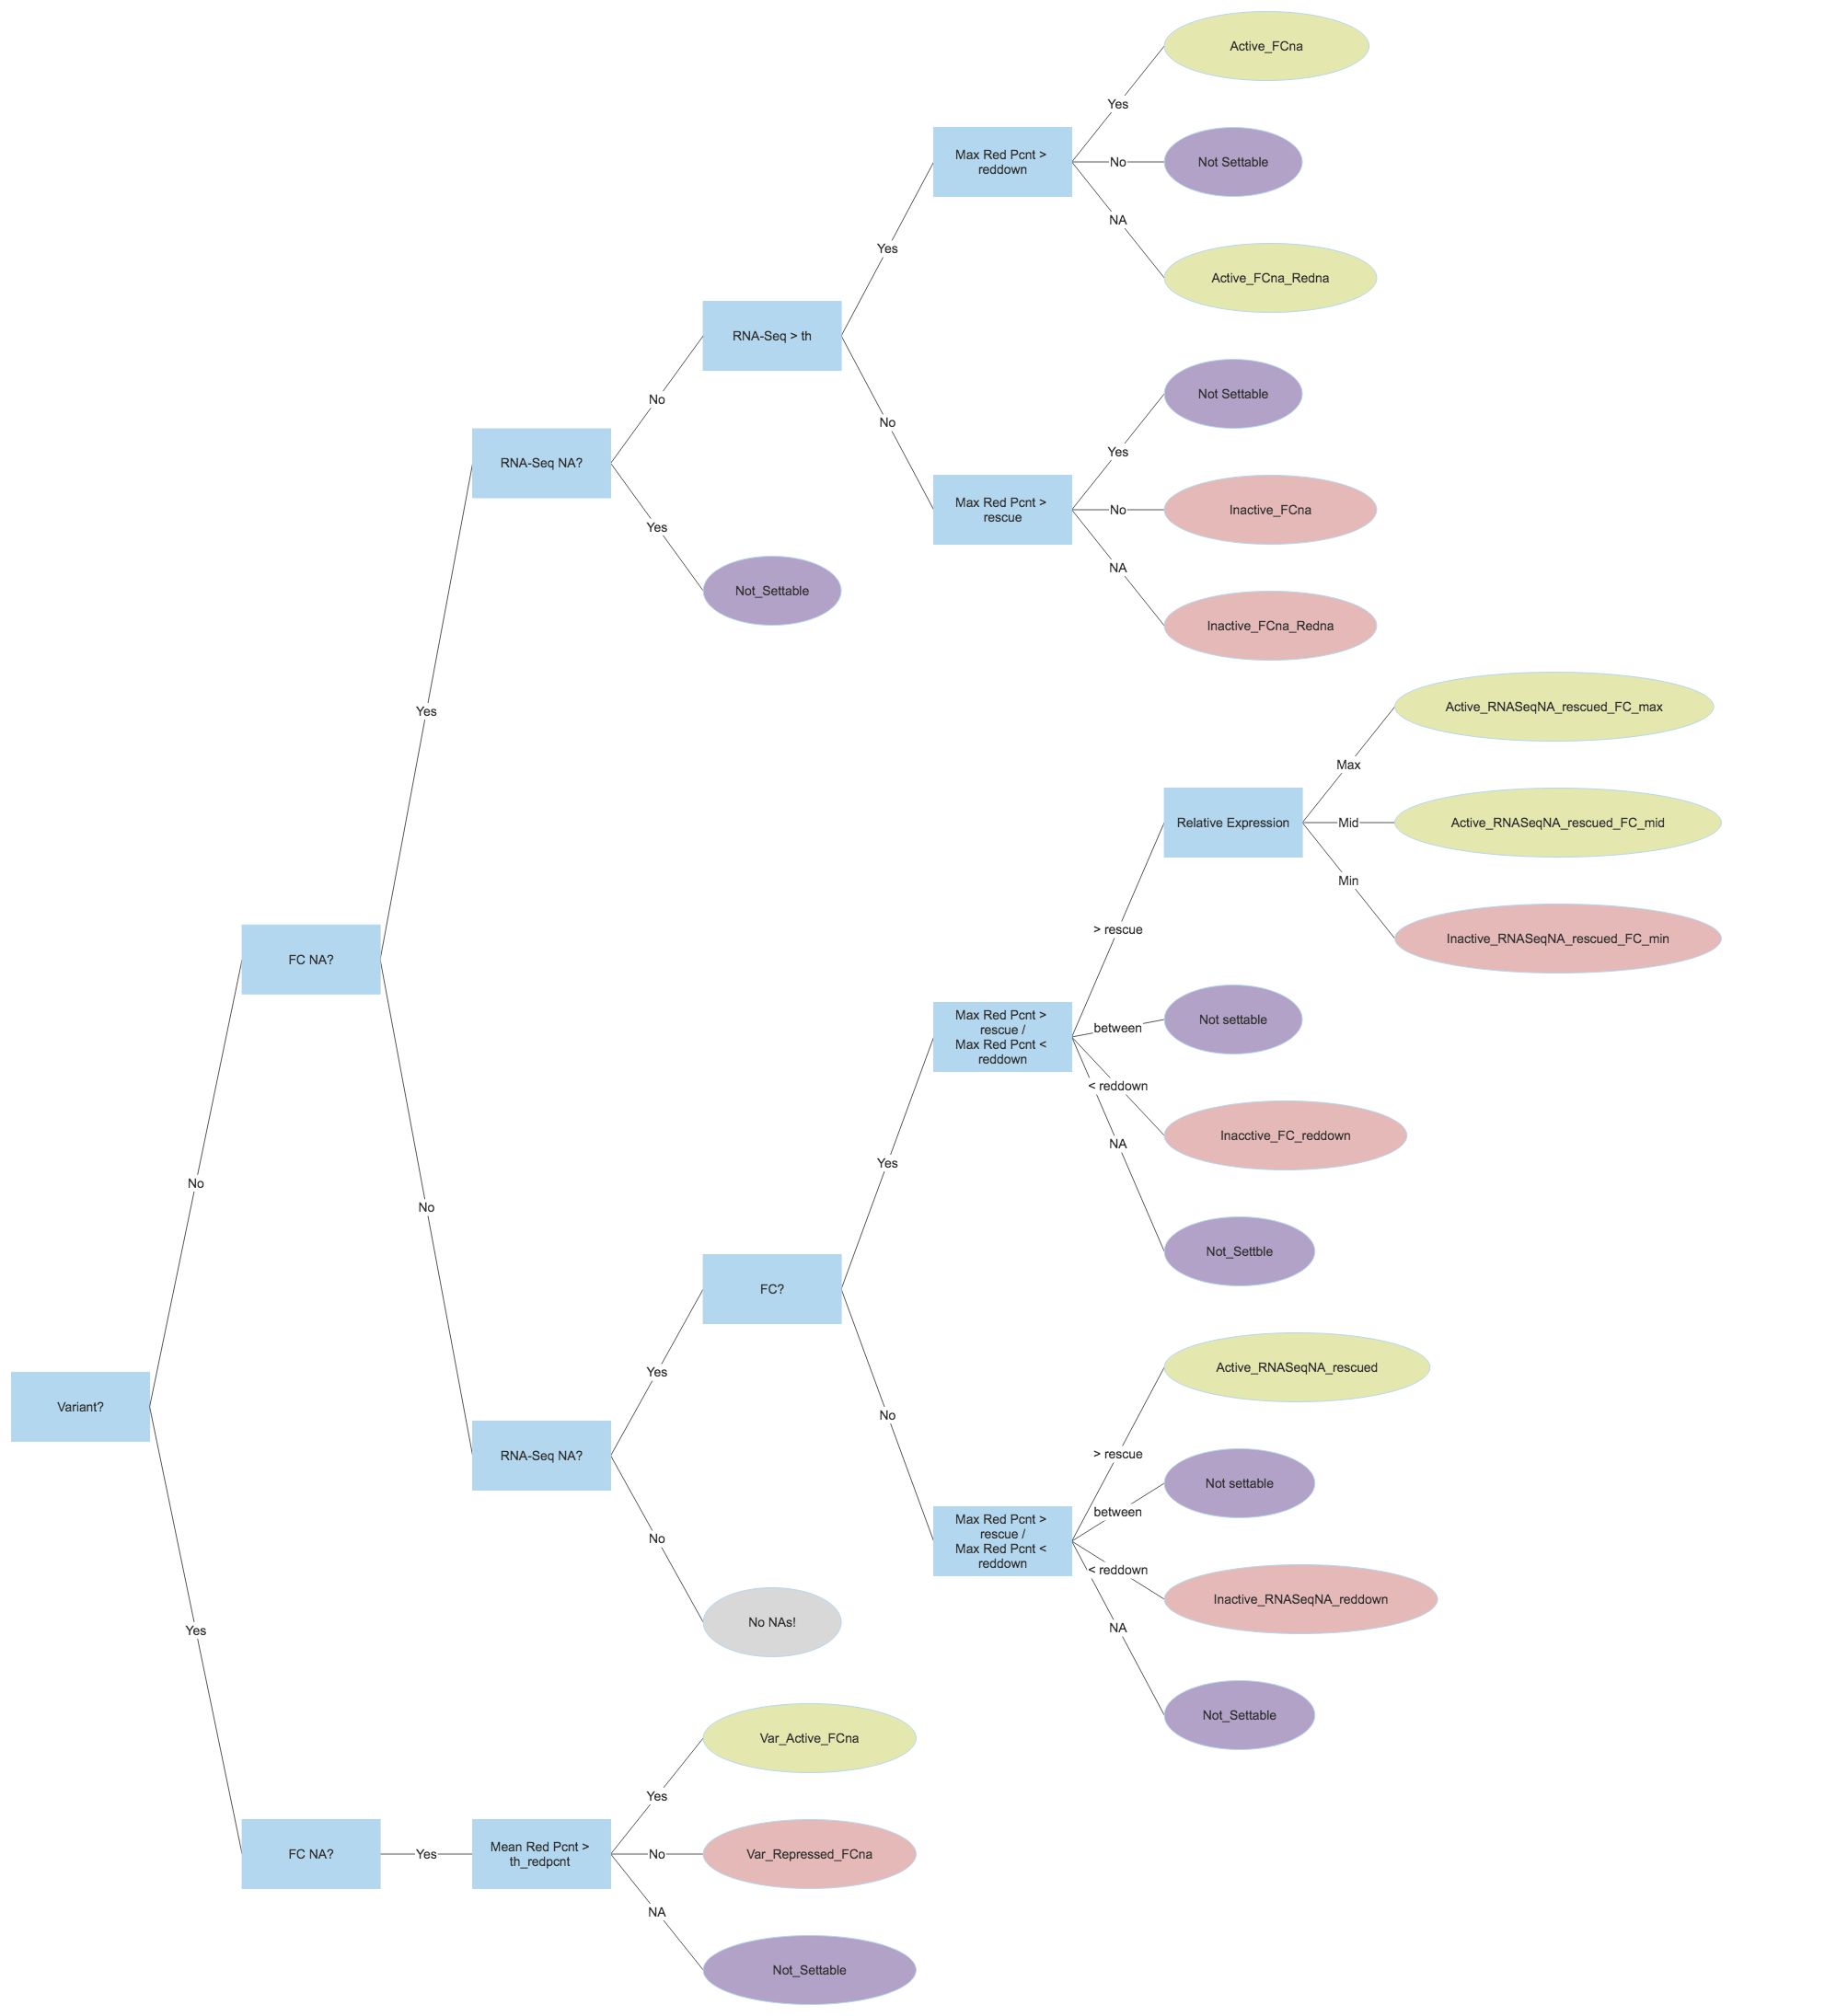 Active_FCna
Yes
Max Red Pcnt >
reddown
No
Not Settable
NA
Yes
Active_FCna_Redna
RNA-Seq > th
Not Settable
No
No
Yes
RNA-Seq NA?
Max Red Pcnt >
rescue
No
Inactive_FCna
Yes
NA
Not_Settable
Inactive_FCna_Redna
Yes
Active_RNASeqNA_rescued_FC_max
Max
Relative Expression
Mid
Active_RNASeqNA_rescued_FC_mid
Min
> rescue
Inactive_RNASeqNA_rescued_FC_min
FC NA?
Max Red Pcnt >
rescue /
Max Red Pcnt <
reddown
between
Not settable
< reddown
Inacctive_FC_reddown
NA
No
Yes
No
Not_Settble
FC?
Yes
Active_RNASeqNA_rescued
Variant?
No
RNA-Seq NA?
> rescue
Not settable
between
Max Red Pcnt >
rescue /
Max Red Pcnt <
reddown
No
< reddown
Inactive_RNASeqNA_reddown
No NAs!
NA
Yes
Not_Settable
Var_Active_FCna
Yes
FC NA?
Yes
Mean Red Pcnt >
th_redpcnt
No
Var_Repressed_FCna
NA
Not_Settable